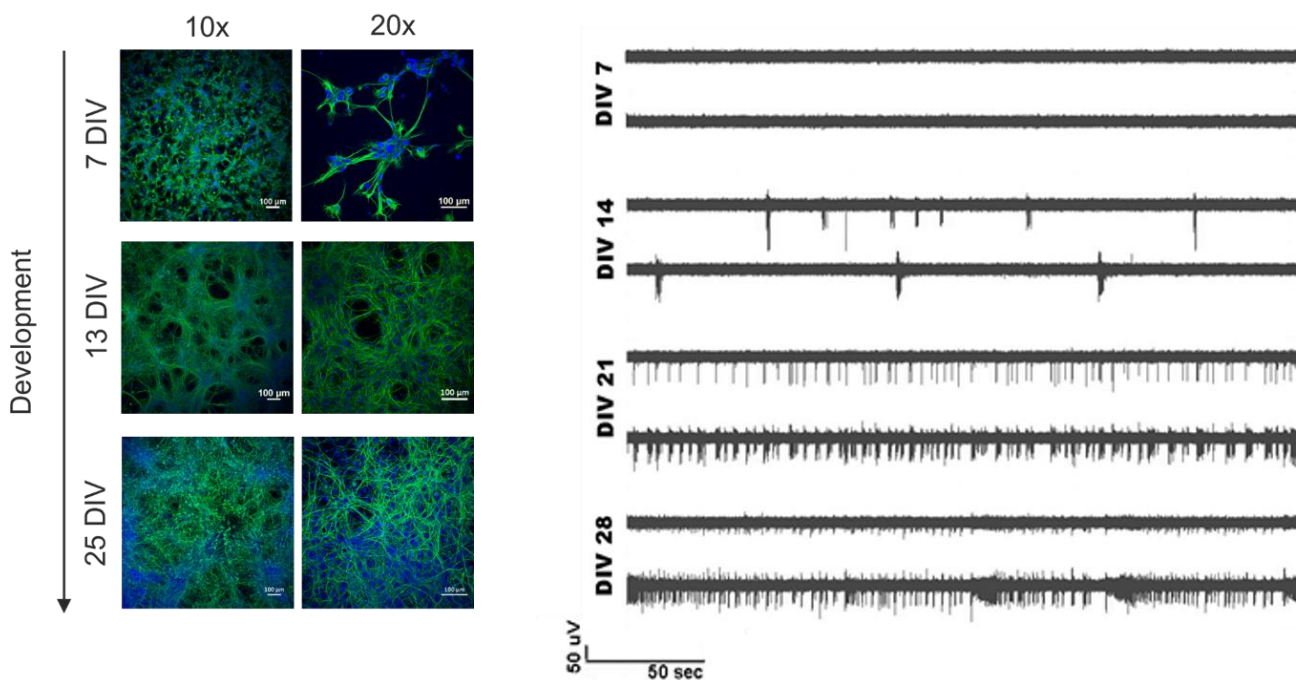 10x
20x
7 DIV
100 µm
100 µm
Development
13 DIV
100 µm
100 µm
25 DIV
100 µm
100 µm
DIV 7
DIV 14
DIV 21
DIV 28
50 uV
50 sec